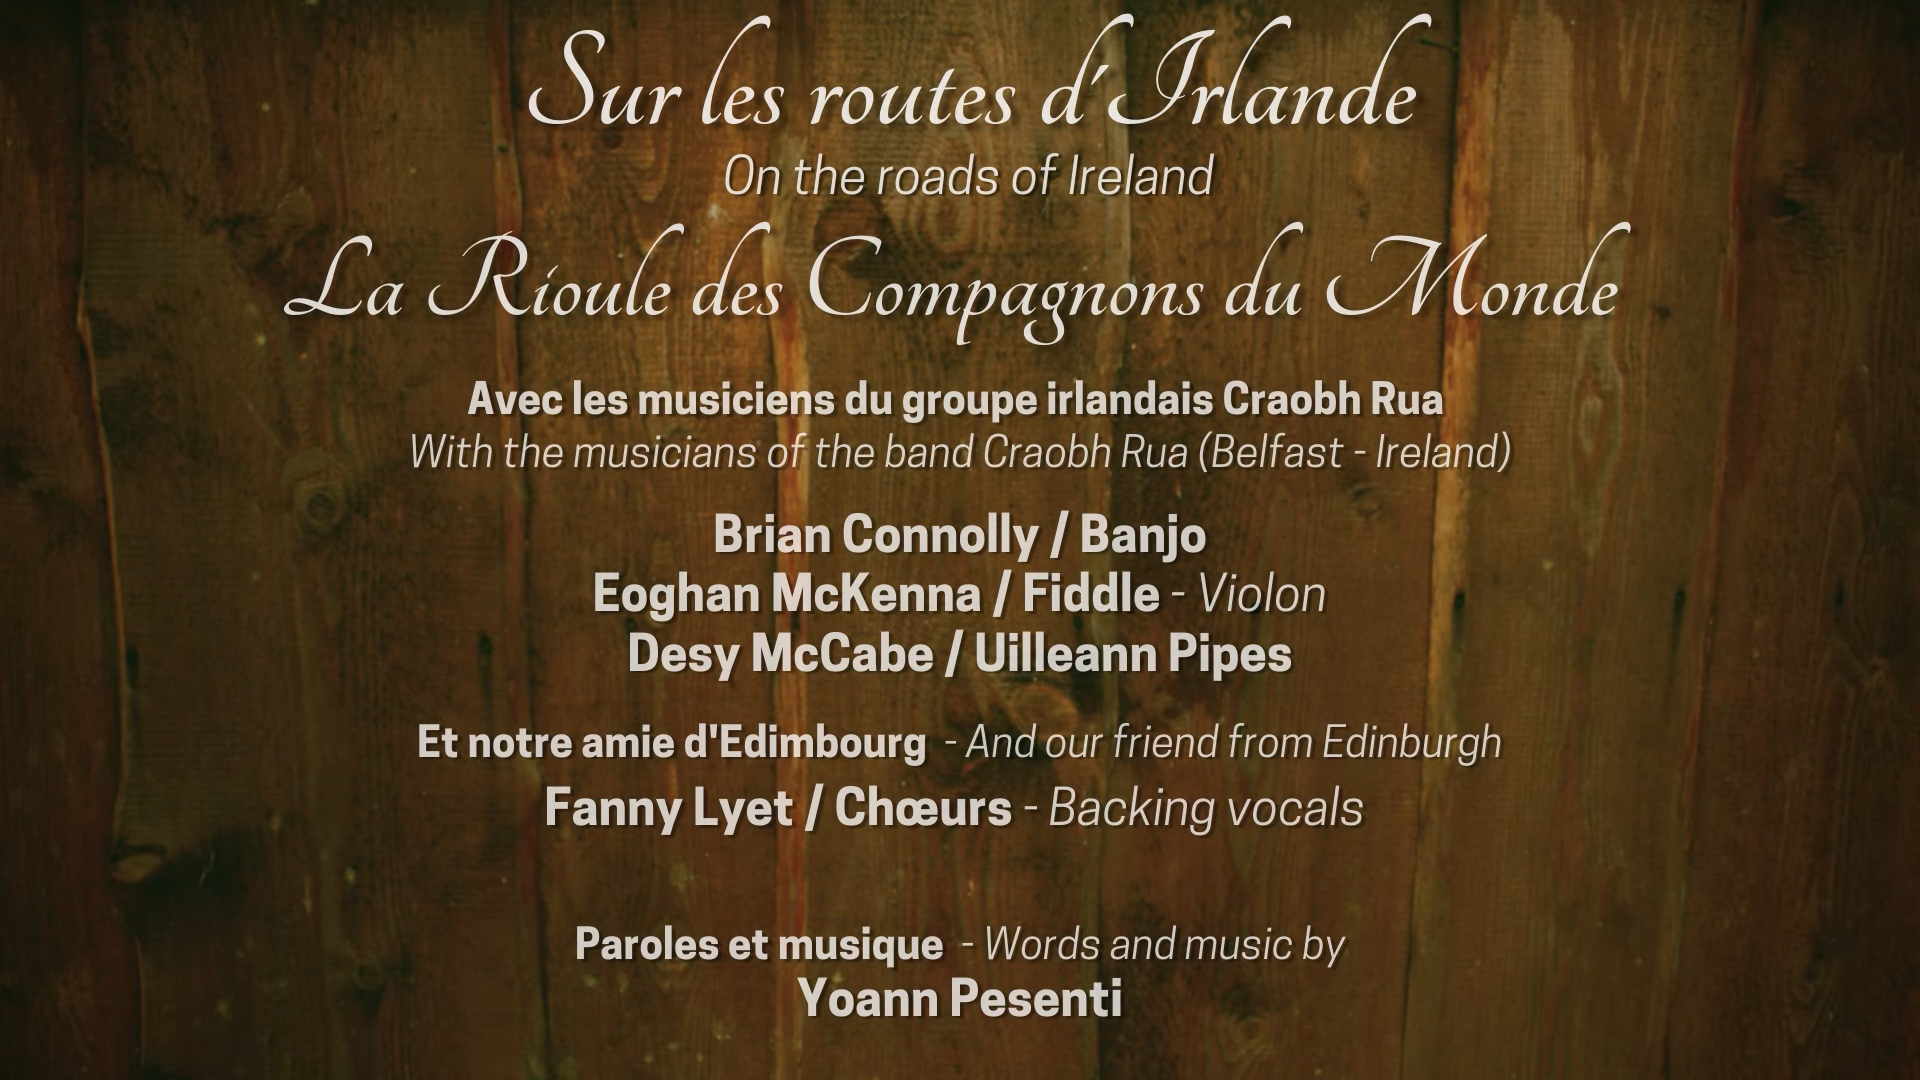 Sur les routes d'Irlande
On the roads of Ireland
La Rioule des Compagnons du Monde
Avec les musiciens du groupe irlandais Craobh Rua
With the musicians of the band Craobh Rua (Belfast - Ireland)
Brian Connolly / Banjo
Eoghan McKenna / Fiddle - Violon
Desy McCabe / Uilleann Pipes
Et notre amie d'Edimbourg - And our friend from Edinburgh
Fanny Lyet / Chœurs - Backing vocals
Paroles et musique - Words and music by
Yoann Pesenti